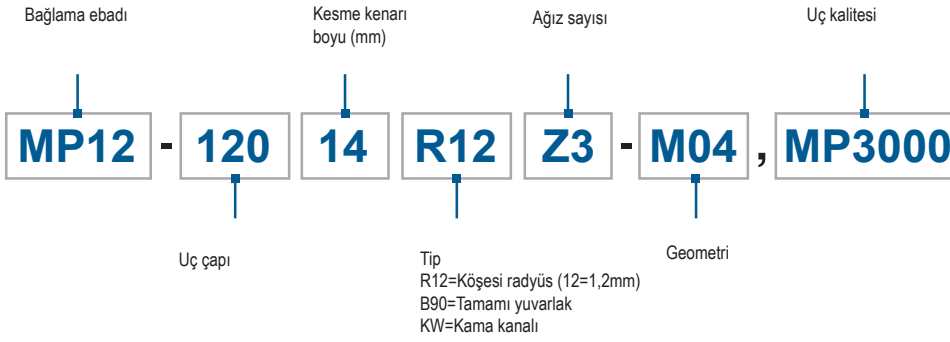 Bağlama ebadı
Kesme kenarı
boyu (mm)
Ağız sayısı
Uç kalitesi
MP12 - 120 14 R12 Z3 - M04 , MP3000
Uç çapı
Tip
R12=Köşesi radyüs (12=1,2mm)
B90=Tamamı yuvarlak
KW=Kama kanalı
Geometri